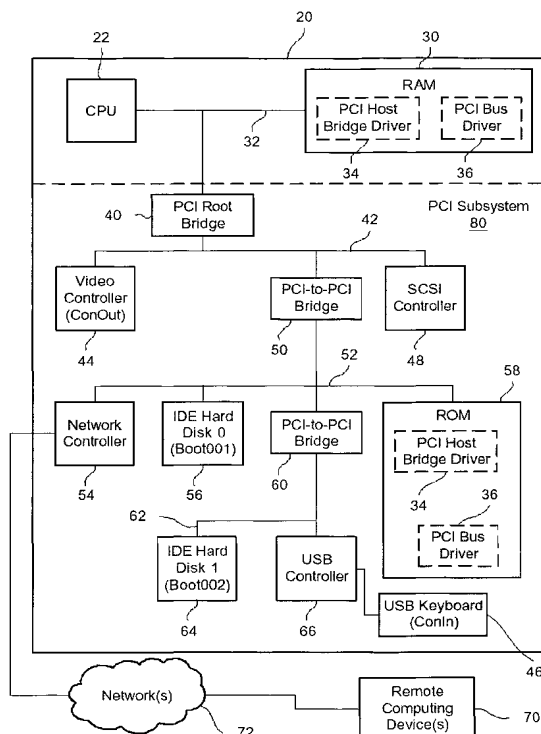 20
22
30
CPU
RAM
PCI Host
Bridge Driver
PCI Bus
Driver
32
34
36
40
PCI Root
Bridge
PCI Subsystem
80
42
Video
Controller
(ConOut)
PCI-to-PCI
Bridge
SCSI
Controller
44
50
48
52
58
Network
Controller
IDE Hard
Disk 0
(Boot001)
PCI-to-PCI
Bridge
ROM
PCI Host
Bridge Driver
54
56
60
34
36
PCI Bus
Driver
62
IDE Hard
Disk 1
(Boot002)
USB
Controller
64
66
USB Keyboard
(ConIn)
46
Network(s)
72
Remote
Computing
Device(s)
70